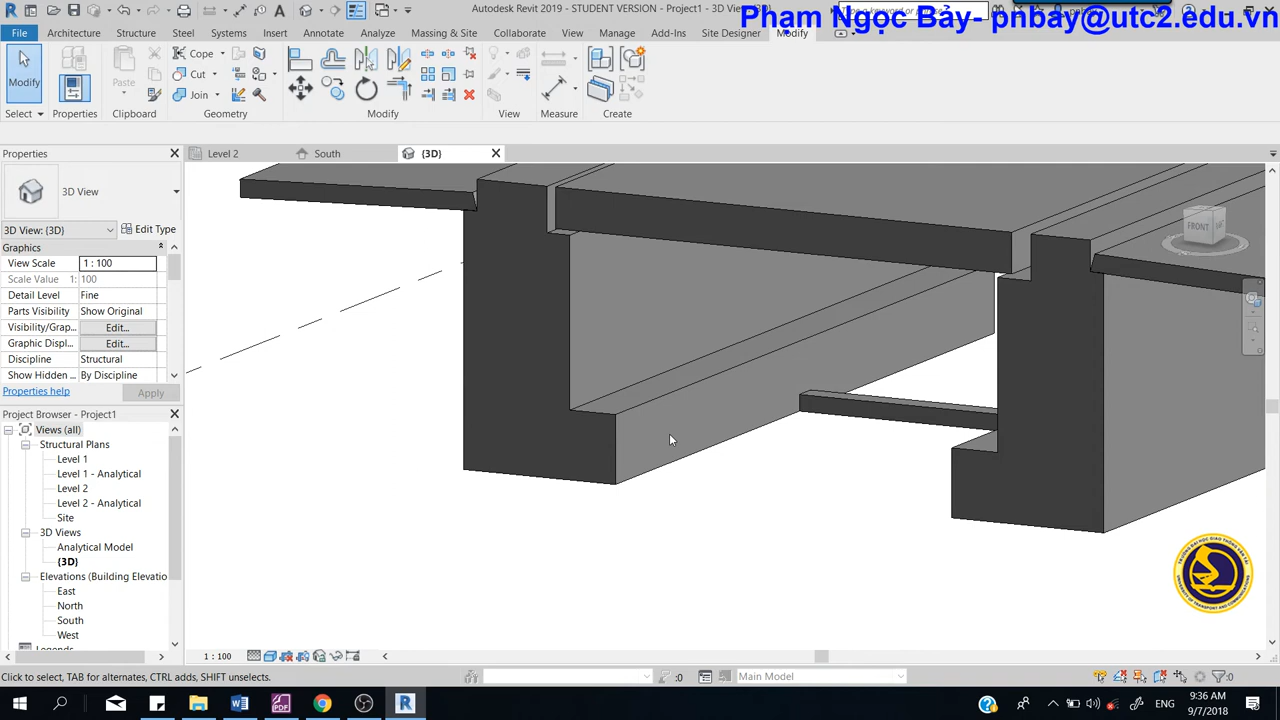 Autodesk Revit 2019 - STUDENT VERSION - Project1 - 3D View
Phạm Ngọc Bảy- pnbay@utc2.edu.vn
File Architecture Structure Steel Systems Insert Annotate Analyze Massing & Site Collaborate View Manage Add-Ins Site Designer Modify
Modify
Paste
Cope
Cut
Join
Select Properties Clipboard Geometry Modify View Measure Create
Properties
Level 2
South
{3D}
3D View
3D View: {3D} Edit Type
Graphics
View Scale 1 : 100
Scale Value 1: 100
Detail Level Fine
Parts Visibility Show Original
Visibility/Grap... Edit...
Graphic Displ... Edit...
Discipline Structural
Show Hidden ... By Discipline
Properties help Apply
Project Browser - Project1
Views (all)
Structural Plans
Level 1
Level 1 - Analytical
Level 2
Level 2 - Analytical
Site
3D Views
Analytical Model
{3D}
Elevations (Building Elevatio
East
North
South
West
Legends
FRONT
1 : 100
Click to select, TAB for alternates, CTRL adds, SHIFT unselects.
:0
Main Model
:0
ENG
9:36 AM
9/7/2018